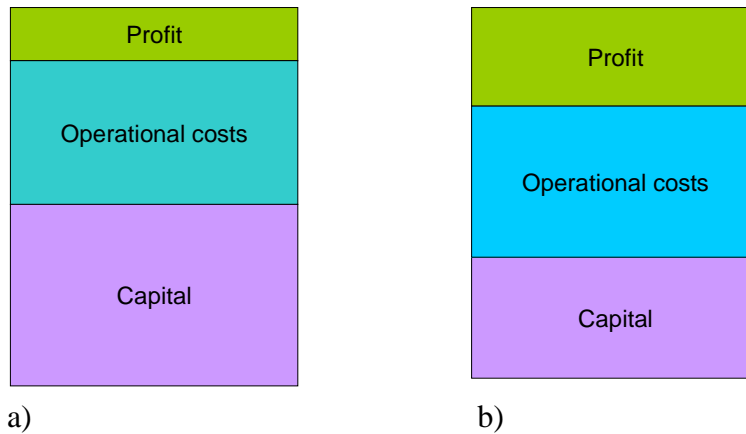 Profit
Operational costs
Capital
a)
Profit
Operational costs
Capital
b)